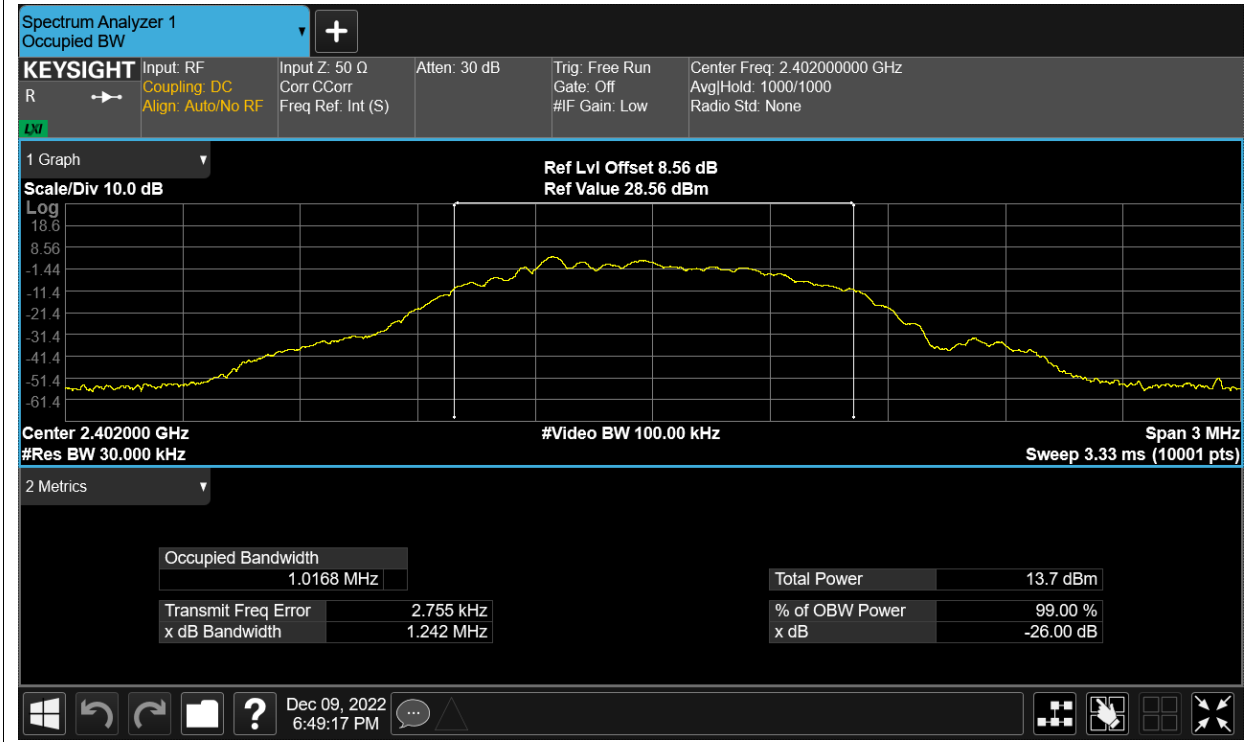 Spectrum Analyzer 1
Occupied BW
KEYSIGHT
R
LXI
Input: RF
Coupling: DC
Align: Auto/No RF
Input Z: 50 Ω
Corr CCorr
Freq Ref: Int (S)
Atten: 30 dB
Trig: Free Run
Gate: Off
#IF Gain: Low
Center Freq: 2.402000000 GHz
Avg|Hold: 1000/1000
Radio Std: None
1 Graph
Scale/Div 10.0 dB
Ref Lvl Offset 8.56 dB
Ref Value 28.56 dBm
Log
18.6
8.56
-1.44
-11.4
-21.4
-31.4
-41.4
-51.4
-61.4
Center 2.402000 GHz
#Video BW 100.00 kHz
Span 3 MHz
#Res BW 30.000 kHz
Sweep 3.33 ms (10001 pts)
2 Metrics
Occupied Bandwidth
1.0168 MHz
Total Power 13.7 dBm
Transmit Freq Error 2.755 kHz
% of OBW Power 99.00 %
x dB Bandwidth 1.242 MHz
x dB -26.00 dB
?
Dec 09, 2022
6:49:17 PM